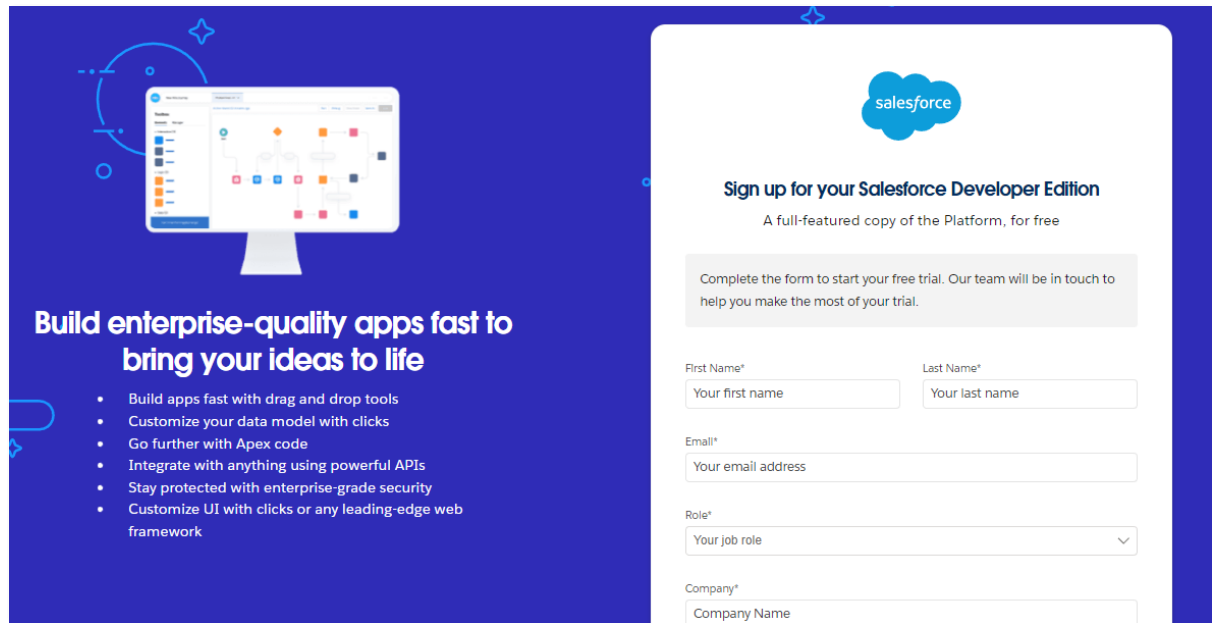 Build enterprise-quality apps fast to
bring your ideas to life
• Build apps fast with drag and drop tools
• Customize your data model with clicks
• Go further with Apex code
• Integrate with anything using powerful APIs
• Stay protected with enterprise-grade security
• Customize UI with clicks or any leading-edge web
framework
salesforce
Sign up for your Salesforce Developer Edition
A full-featured copy of the Platform, for free
Complete the form to start your free trial. Our team will be in touch to
help you make the most of your trial.
First Name* Last Name*
Your first name Your last name
Email*
Your email address
Role*
Your job role
Company*
Company Name